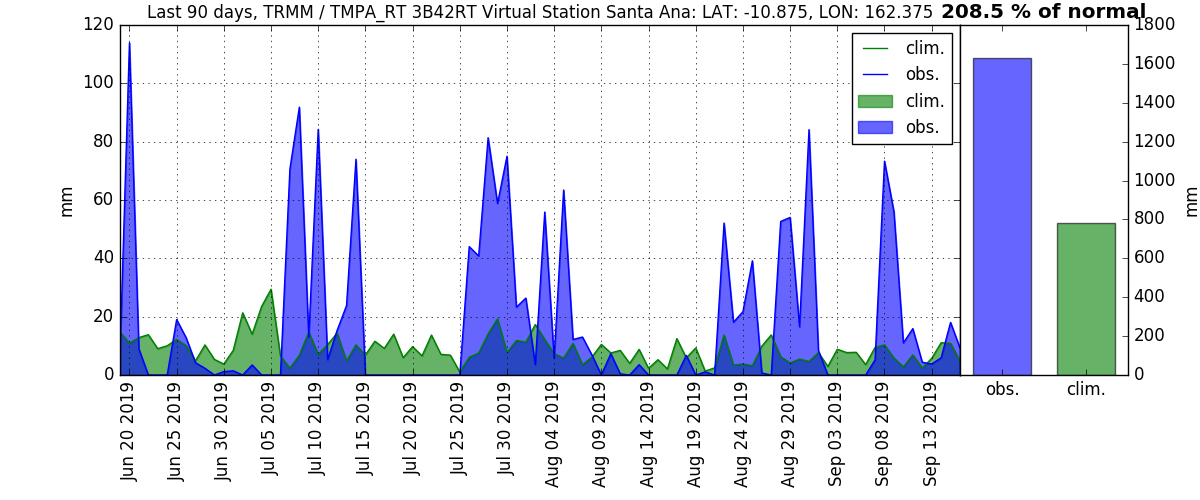 Last 90 days, TRMM / TMPA_RT 3B42RT Virtual Station Santa Ana: LAT: -10.875, LON: 162.375 208.5 % of normal
120
100
80
60
40
20
0
mm
clim.
obs.
clim.
obs.
Jun 20 2019
Jun 25 2019
Jun 30 2019
Jul 05 2019
Jul 10 2019
Jul 15 2019
Jul 20 2019
Jul 25 2019
Jul 30 2019
Aug 04 2019
Aug 09 2019
Aug 14 2019
Aug 19 2019
Aug 24 2019
Aug 29 2019
Sep 03 2019
Sep 08 2019
Sep 13 2019
1800
1600
1400
1200
1000
800
600
400
200
0
mm
obs.
clim.